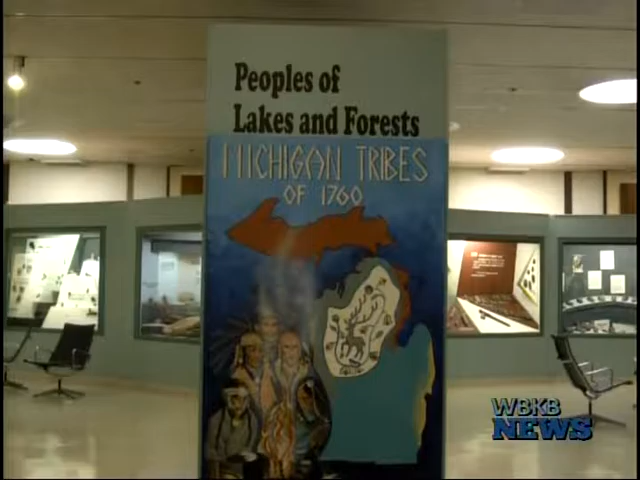 Peoples of
Lakes and Forests
MICHIGAN TRIBES
OF 1760
WBKB
NEWS